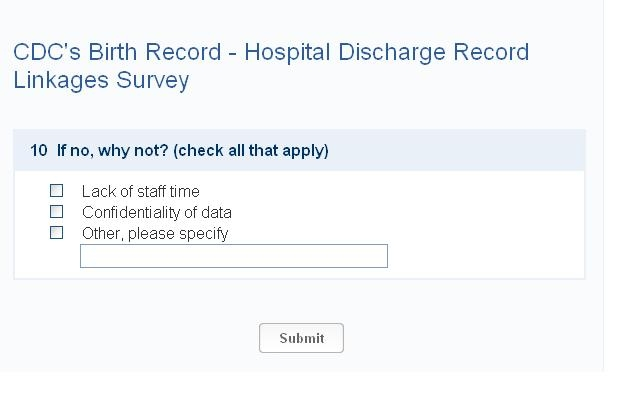 CDC's Birth Record - Hospital Discharge Record
Linkages Survey
10 If no, why not? (check all that apply)
Lack of staff time
Confidentiality of data
Other, please specify
Submit